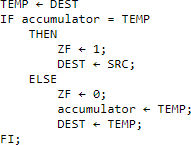 TEMP ← DEST
IF accumulator = TEMP
    THEN
        ZF ← 1;
        DEST ← SRC;
    ELSE
        ZF ← 0;
        accumulator ← TEMP;
        DEST ← TEMP;
FI;